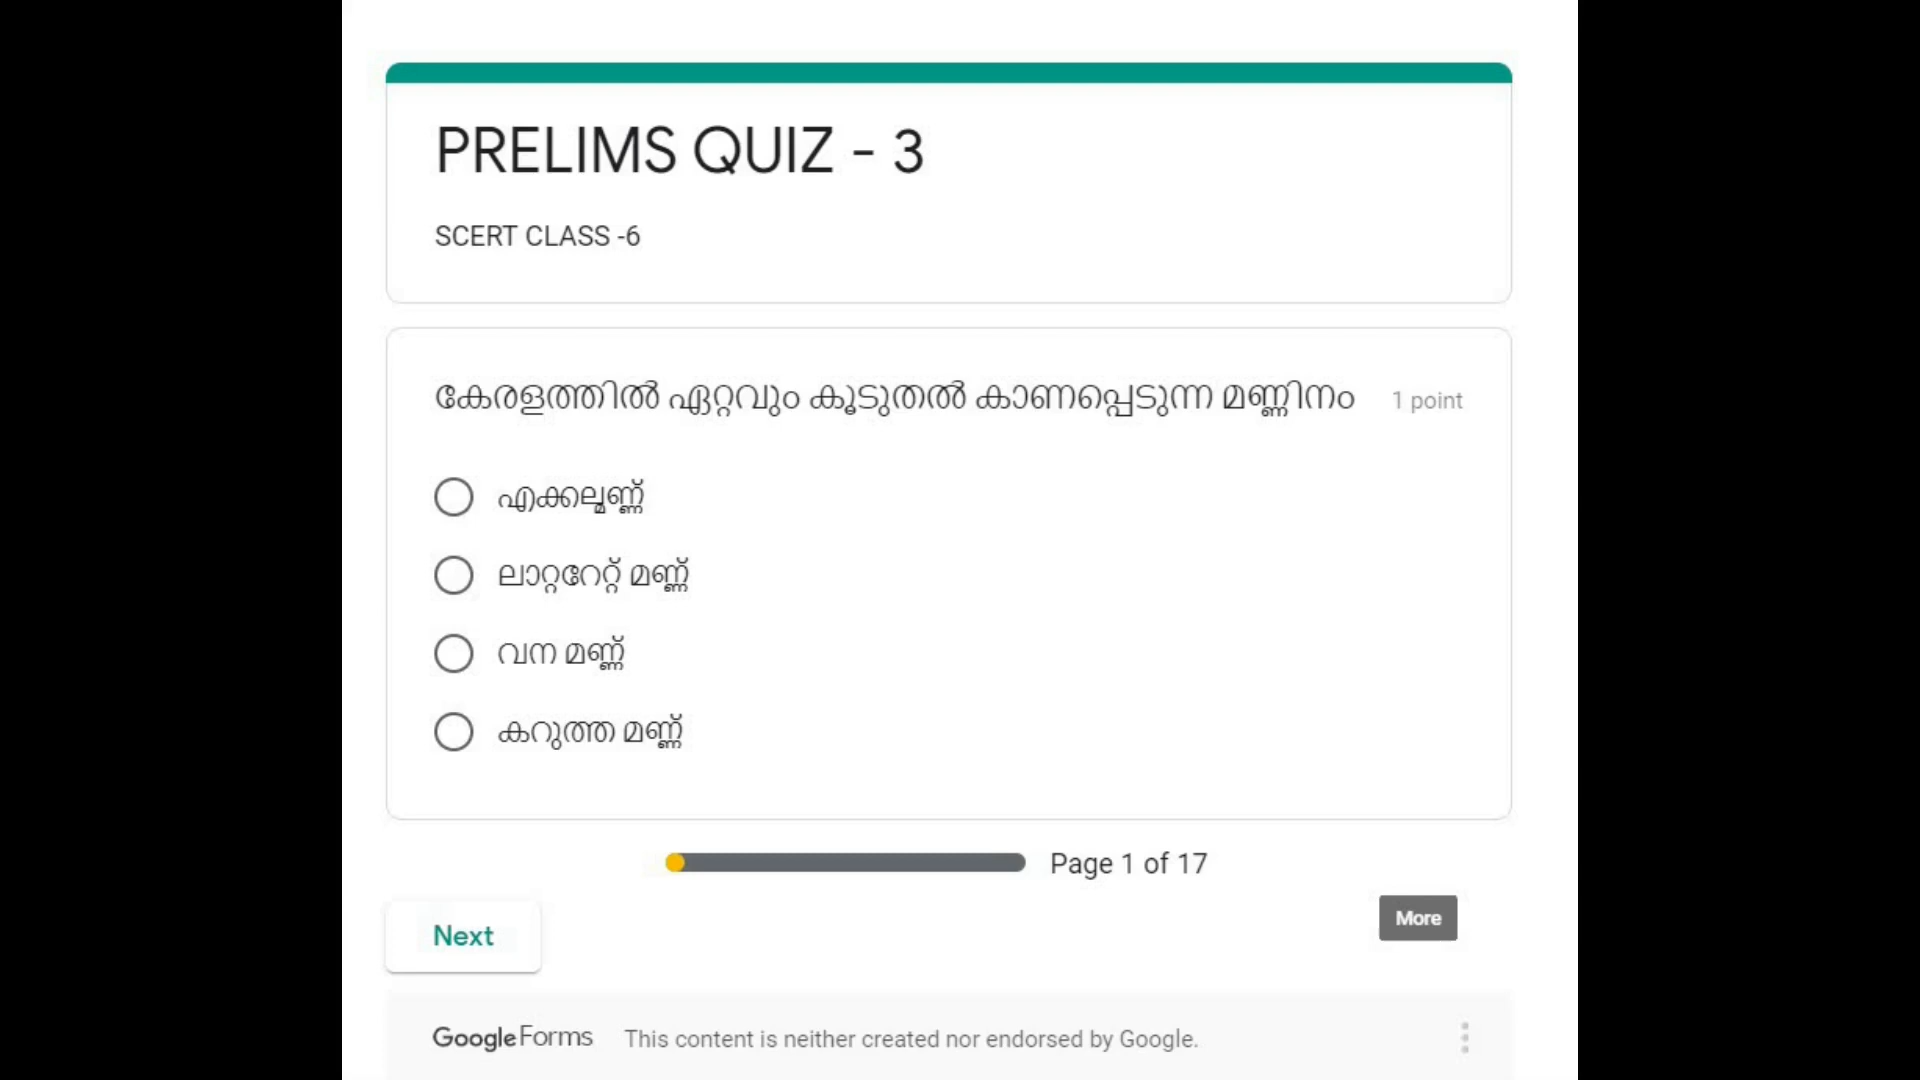 PRELIMS QUIZ - 3
SCERT CLASS -6
കേരളത്തിൽ ഏറ്റവും കൂടുതൽ കാണപ്പെടുന്ന മണ്ണിനം 1 point
എക്കല്മണ്ണ്
ലാറ്ററേറ്റ് മണ്ണ്
വന മണ്ണ്
കറുത്ത മണ്ണ്
Page 1 of 17
Next
More
Google Forms This content is neither created nor endorsed by Google.